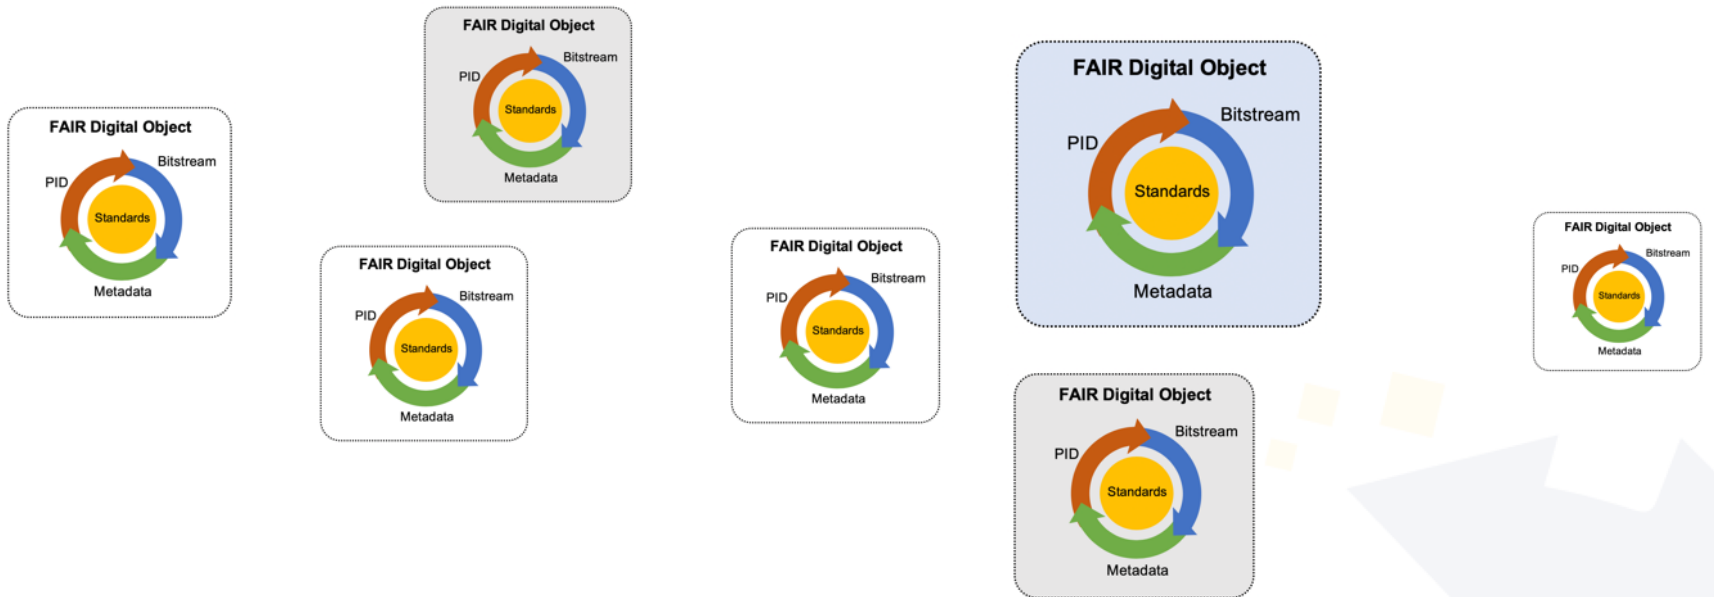 FAIR Digital Object
PID
Bitstream
Standards
Metadata
FAIR Digital Object
PID
Bitstream
Standards
Metadata
FAIR Digital Object
PID
Bitstream
Standards
Metadata
FAIR Digital Object
PID
Bitstream
Standards
Metadata
FAIR Digital Object
PID
Bitstream
Standards
Metadata
FAIR Digital Object
PID
Bitstream
Standards
Metadata
FAIR Digital Object
PID
Bitstream
Standards
Metadata